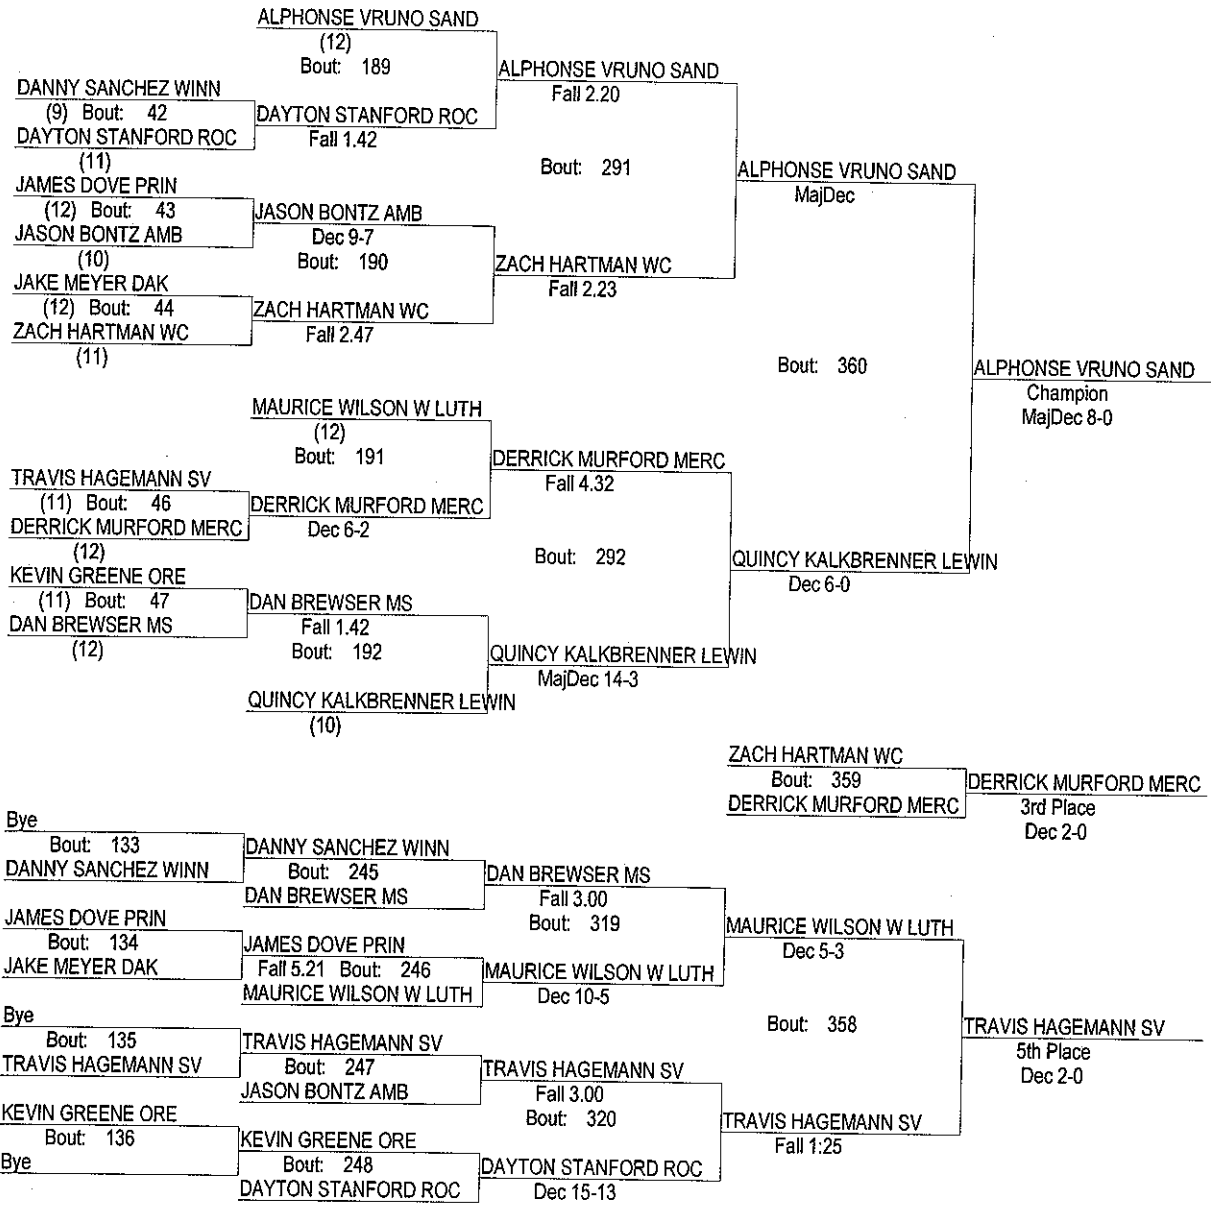 ALPHONSE VRUNO SAND
(12)
Bout: 189
ALPHONSE VRUNO SAND
Fall 2.20
DANNY SANCHEZ WINN
(9) Bout: 42
DAYTON STANFORD ROC
Fall 1.42
DAYTON STANFORD ROC
(11)
Bout: 291
ALPHONSE VRUNO SAND
MajDec
JAMES DOVE PRIN
(12) Bout: 43
JASON BONTZ AMB
Dec 9-7
JASON BONTZ AMB
(10)
Bout: 190
ZACH HARTMAN WC
Fall 2.23
JAKE MEYER DAK
(12) Bout: 44
ZACH HARTMAN WC
Fall 2.47
ZACH HARTMAN WC
(11)
Bout: 360
ALPHONSE VRUNO SAND
Champion
MajDec 8-0
MAURICE WILSON W LUTH
(12)
Bout: 191
DERRICK MURFORD MERC
Fall 4.32
TRAVIS HAGEMANN SV
(11) Bout: 46
DERRICK MURFORD MERC
Dec 6-2
DERRICK MURFORD MERC
(12)
Bout: 292
QUINCY KALKBRENNER LEWIN
Dec 6-0
KEVIN GREENE ORE
(11) Bout: 47
DAN BREWSER MS
Fall 1.42
DAN BREWSER MS
(12)
Bout: 192
QUINCY KALKBRENNER LEWIN
MajDec 14-3
QUINCY KALKBRENNER LEWIN
(10)
ZACH HARTMAN WC
Bout: 359
DERRICK MURFORD MERC
DERRICK MURFORD MERC
3rd Place
Dec 2-0
Bye
Bout: 133
DANNY SANCHEZ WINN
DANNY SANCHEZ WINN
Bout: 245
DAN BREWSER MS
DAN BREWSER MS
Fall 3.00
Bout: 319
JAMES DOVE PRIN
Bout: 134
JAKE MEYER DAK
JAMES DOVE PRIN
Fall 5.21 Bout: 246
MAURICE WILSON W LUTH
MAURICE WILSON W LUTH
Dec 10-5
MAURICE WILSON W LUTH
Dec 5-3
Bye
Bout: 135
TRAVIS HAGEMANN SV
TRAVIS HAGEMANN SV
Bout: 247
JASON BONTZ AMB
TRAVIS HAGEMANN SV
Fall 3.00
Bout: 320
Bout: 358
TRAVIS HAGEMANN SV
5th Place
Dec 2-0
KEVIN GREENE ORE
Bout: 136
Bye
KEVIN GREENE ORE
Bout: 248
DAYTON STANFORD ROC
DAYTON STANFORD ROC
Dec 15-13
TRAVIS HAGEMANN SV
Fall 1:25